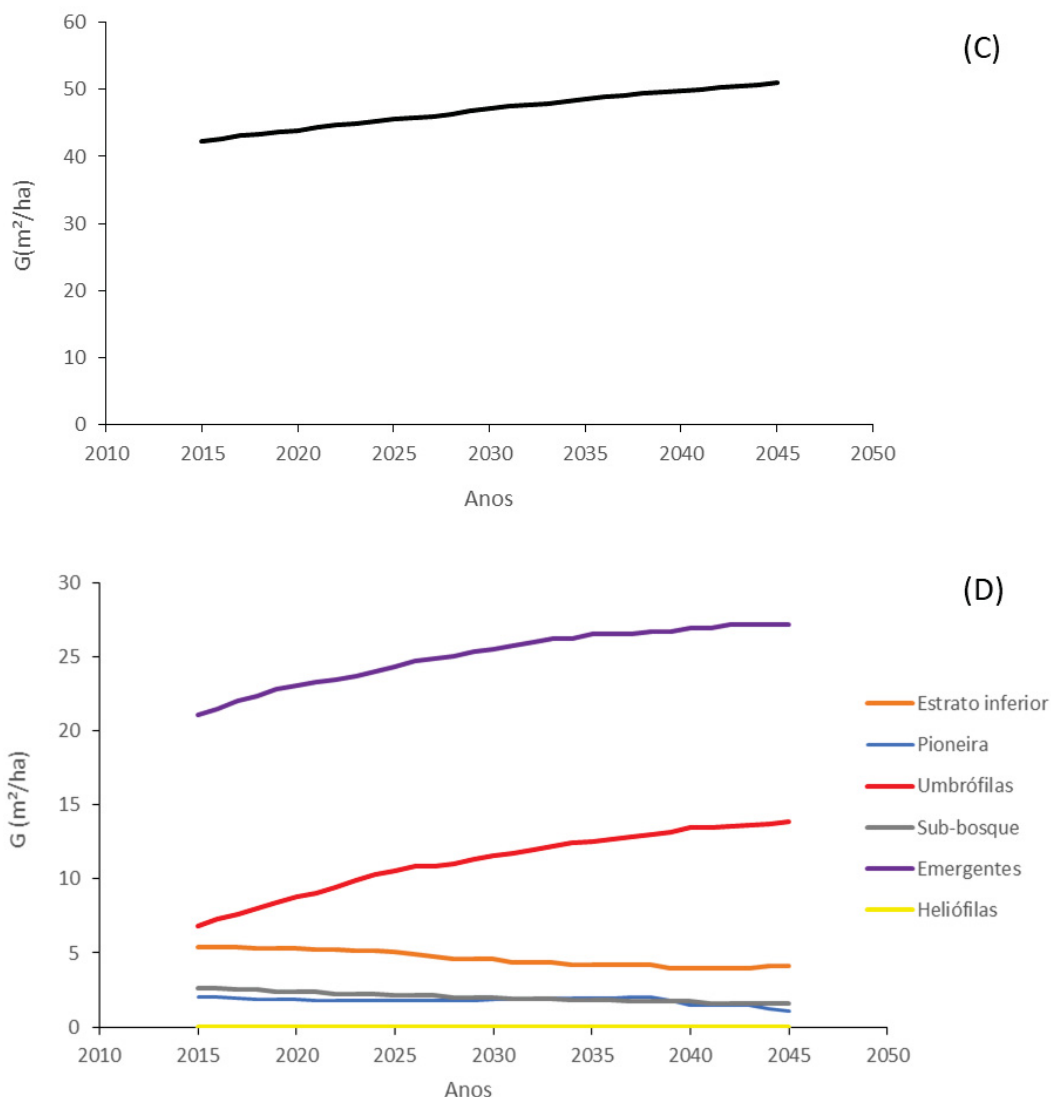 (C)
G(m²/ha)
60
50
40
30
20
10
0
2010 2015 2020 2025 2030 2035 2040 2045 2050
Anos
(D)
G (m²/ha)
30
25
20
15
10
5
0
2010 2015 2020 2025 2030 2035 2040 2045 2050
Anos
Estrato inferior
Pioneira
Umbrófilas
Sub-bosque
Emergentes
Heliófilas